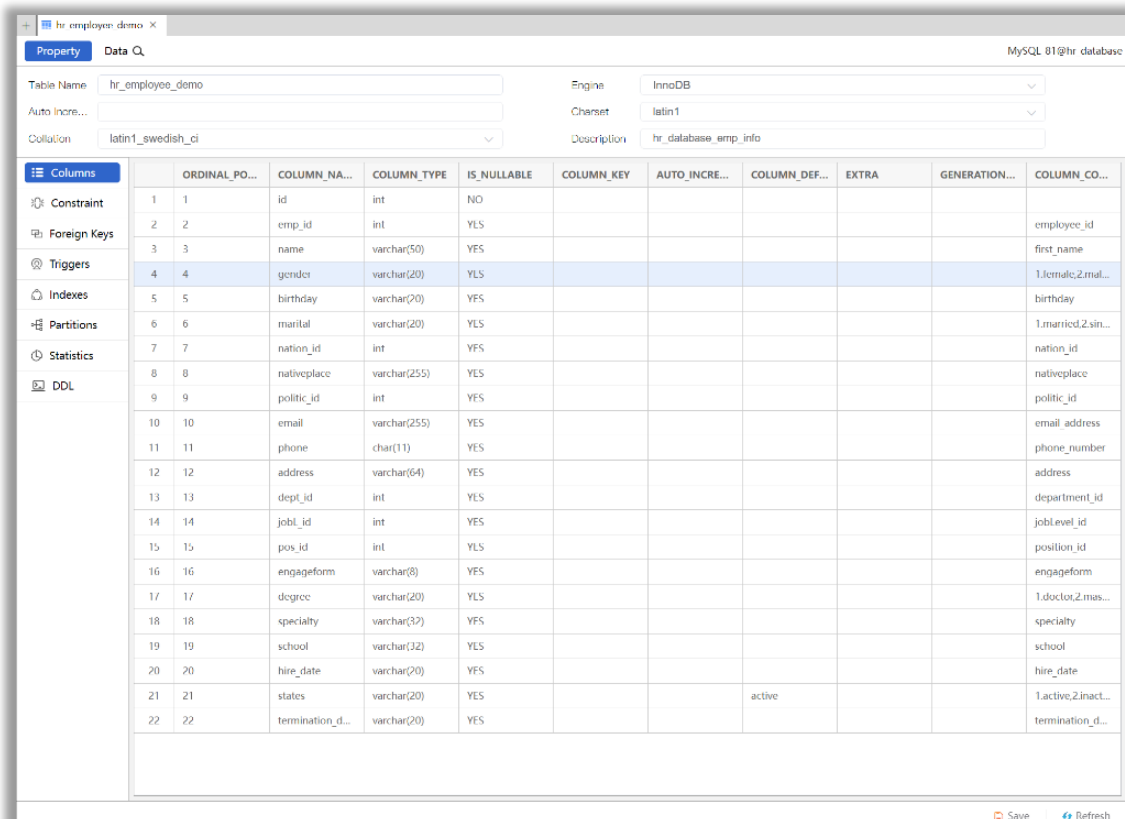 + hr employee demo ×
Property Data MySQL 81@hr database
Table Name hr_employee_demo Engine InnoDB
Auto Incre... Charset latin1
Collation latin1_swedish_ci Description hr_database_emp_info
Columns
Constraint
Foreign Keys
Triggers
Indexes
Partitions
Statistics
DDL
ORDINAL_PO... COLUMN_NA... COLUMN_TYPE IS_NULLABLE COLUMN_KEY AUTO_INCRE... COLUMN_DEF... EXTRA GENERATION... COLUMN_CO...
1 1 id int NO
2 2 emp_id int YES employee_id
3 3 name varchar(50) YES first_name
4 4 gender varchar(20) YES 1.female,2.mal...
5 5 birthday varchar(20) YES birthday
6 6 marital varchar(20) YES 1.married,2.sin...
7 7 nation_id int YES nation_id
8 8 nativeplace varchar(255) YES nativeplace
9 9 politic_id int YES politic_id
10 10 email varchar(255) YES email_address
11 11 phone char(11) YES phone_number
12 12 address varchar(64) YES address
13 13 dept_id int YES department_id
14 14 jobL_id int YES jobLevel_id
15 15 pos_id int YES position_id
16 16 engageform varchar(8) YES engageform
17 17 degree varchar(20) YES 1.doctor,2.mas...
18 18 specialty varchar(32) YES specialty
19 19 school varchar(32) YES school
20 20 hire_date varchar(20) YES hire_date
21 21 states varchar(20) YES active 1.active,2.inact...
22 22 termination_d... varchar(20) YES termination_d...
Save Refresh